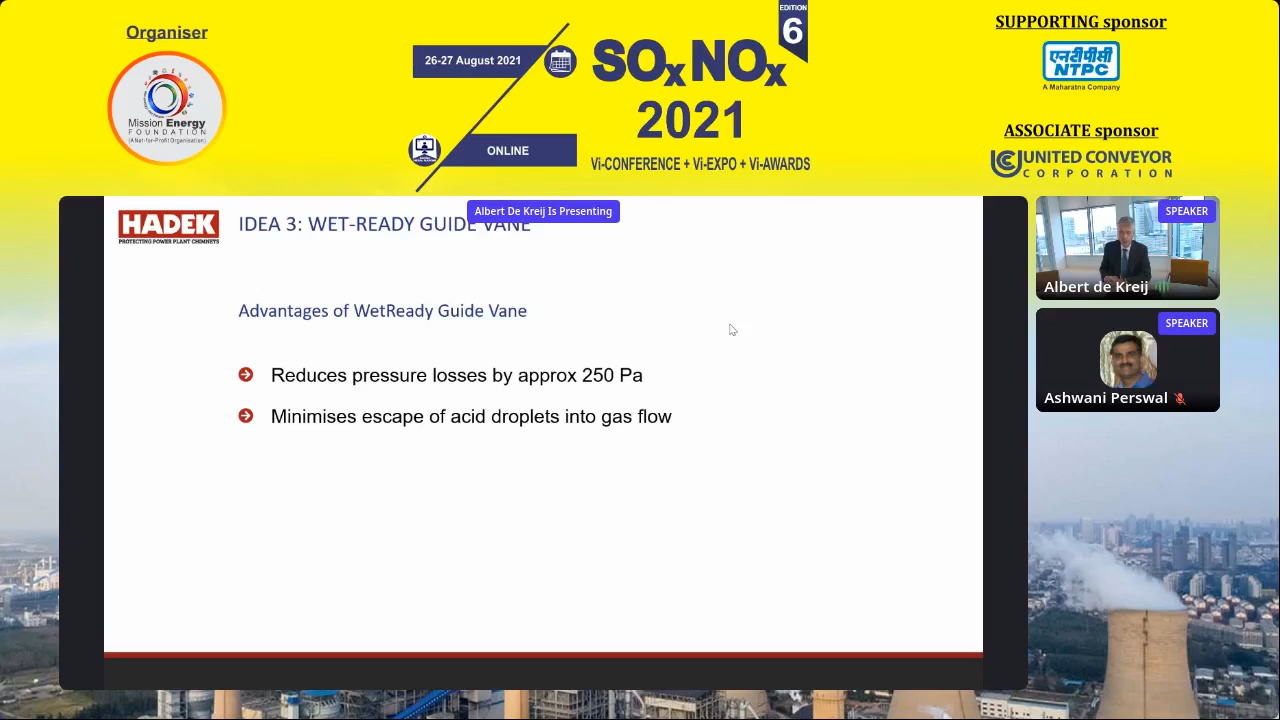 Organiser
Mission Energy
FOUNDATION
(A Net-for-Profit Organisation)
26-27 August 2021
ONLINE
EDITION
6
SOxNOx
2021
Vi-CONFERENCE + Vi-EXPO + Vi-AWARDS
SUPPORTING sponsor
एनटीपीसी
NTPC
A Maharatna Company
ASSOCIATE sponsor
UNITED CONVEYOR
CORPORATION
HADEK
PROTECTING POWER PLANT CHIMNEYS
IDEA 3: WET-READY GUIDE VANE
Albert De Kreij Is Presenting
Advantages of WetReady Guide Vane
Reduces pressure losses by approx 250 Pa
Minimises escape of acid droplets into gas flow
SPEAKER
Albert de Kreij
SPEAKER
Ashwani Perswal